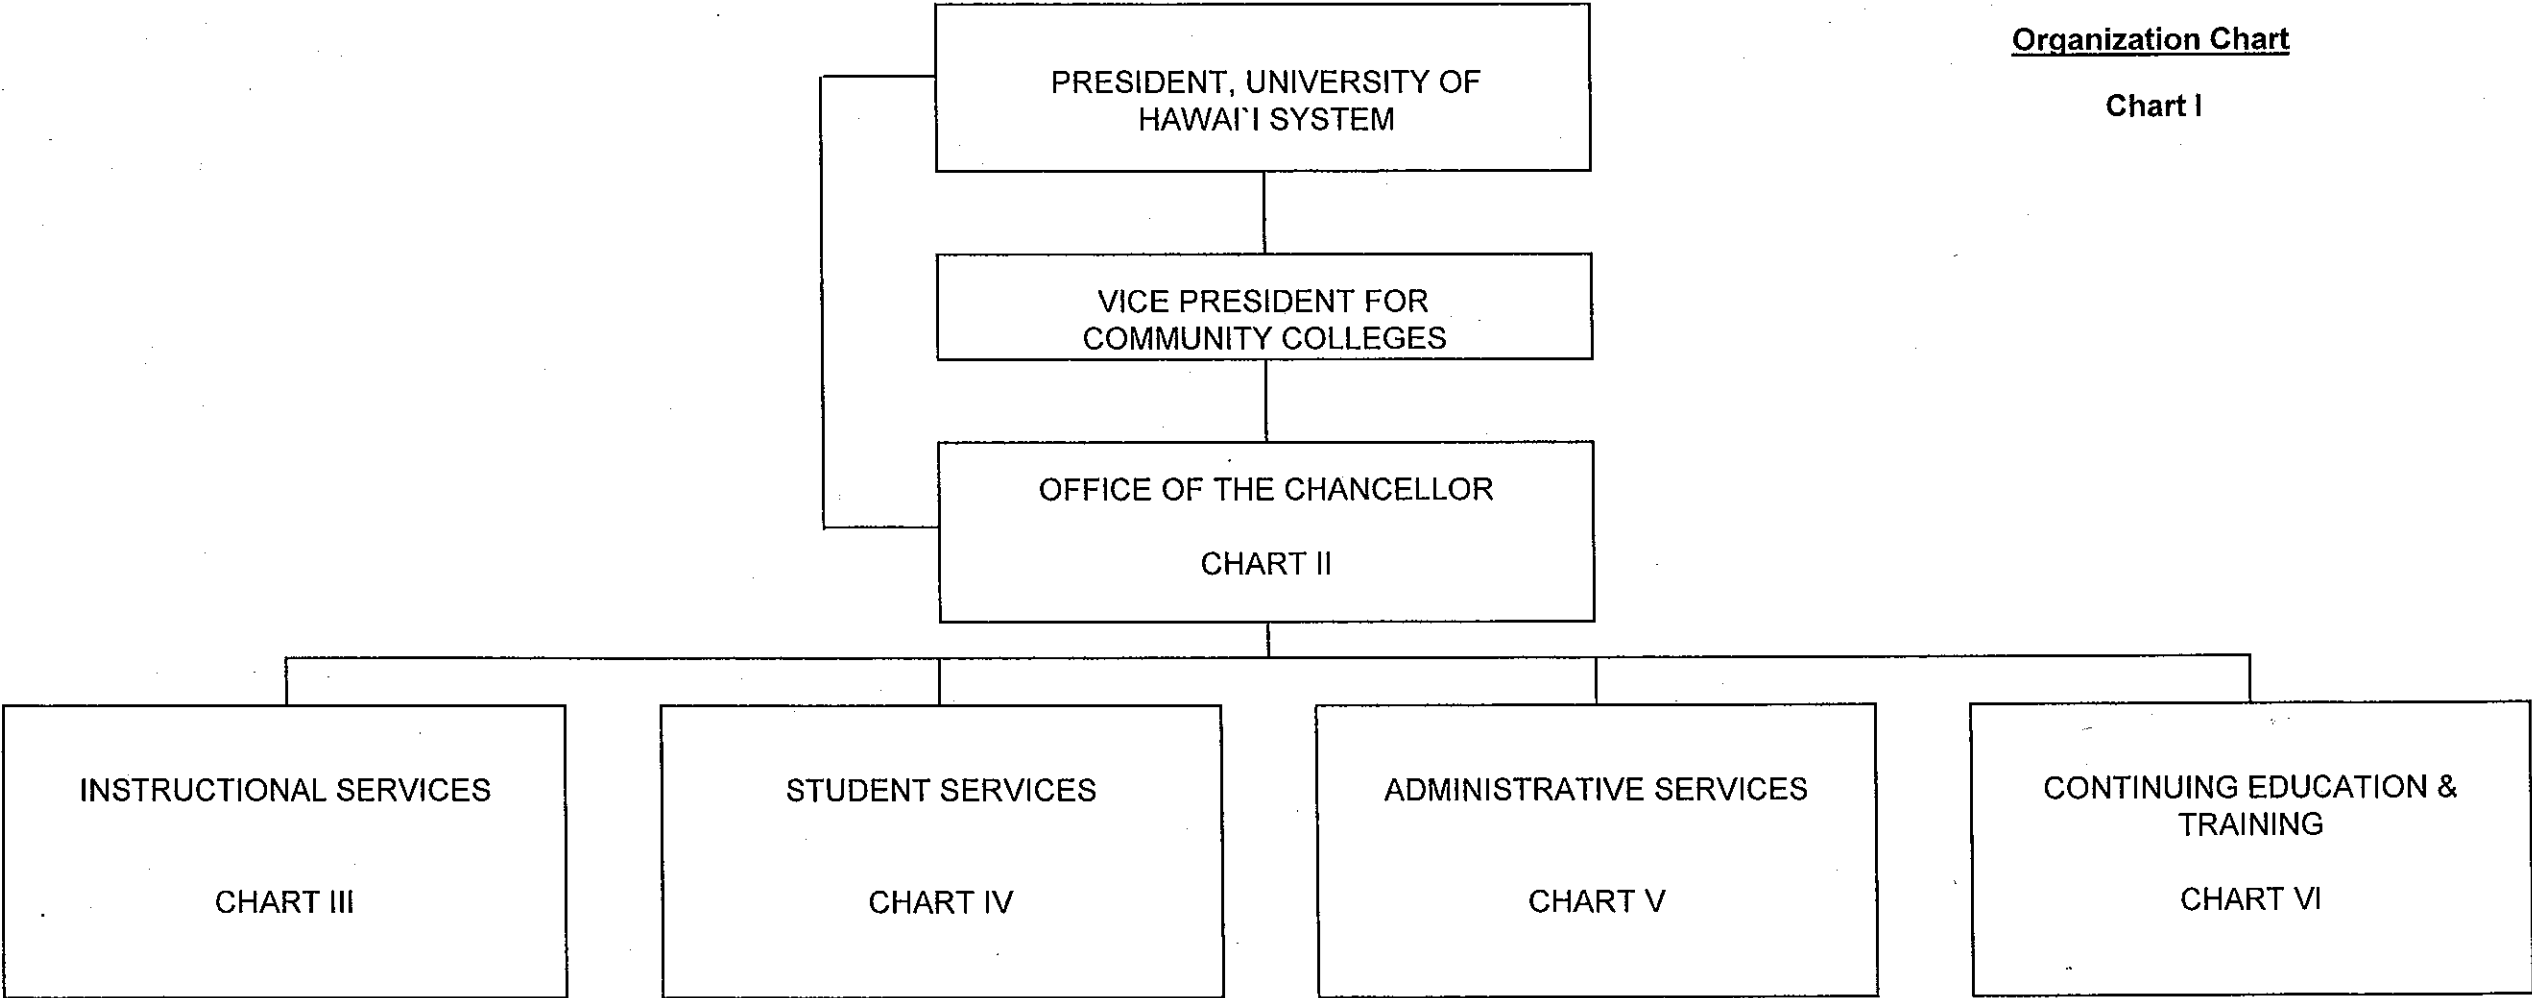 Organization Chart
Chart I
PRESIDENT, UNIVERSITY OF
HAWAI`I SYSTEM
VICE PRESIDENT FOR
COMMUNITY COLLEGES
OFFICE OF THE CHANCELLOR
CHART II
INSTRUCTIONAL SERVICES
CHART III
STUDENT SERVICES
CHART IV
ADMINISTRATIVE SERVICES
CHART V
CONTINUING EDUCATION &
TRAINING
CHART VI